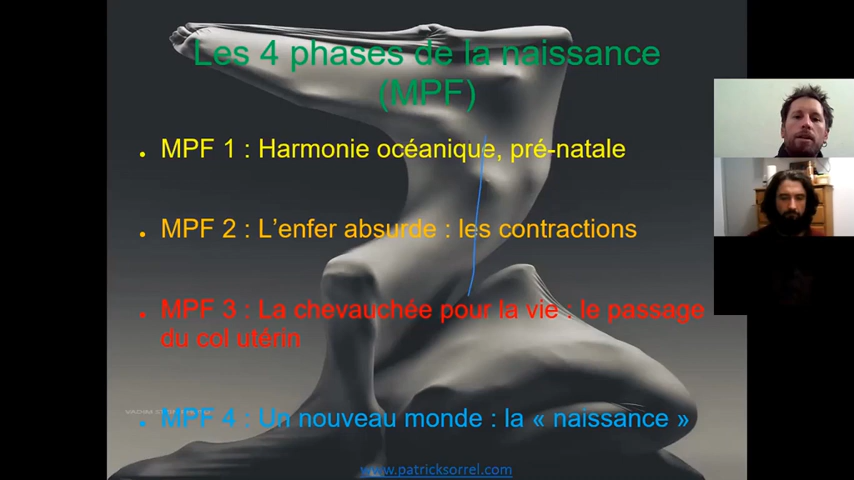 Les 4 phases de la naissance
(MPF)
MPF 1 : Harmonie océanique, pré-natale
MPF 2 : L'enfer absurde : les contractions
MPF 3 : La chevauchée pour la vie : le passage
du col utérin
MPF 4 : Un nouveau monde : la « naissance »
www.patricksorrel.com